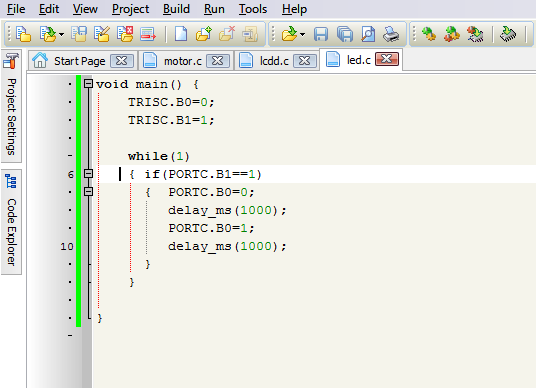 File Edit View Project Build Run Tools Help
Start Page motor.c lcdd.c led.c
Project Settings
Code Explorer
void main() {
TRISC.B0=0;
TRISC.B1=1;
while(1)
6 { if(PORTC.B1==1)
{ PORTC.B0=0;
delay_ms(1000);
PORTC.B0=1;
10 delay_ms(1000);
}
}
}